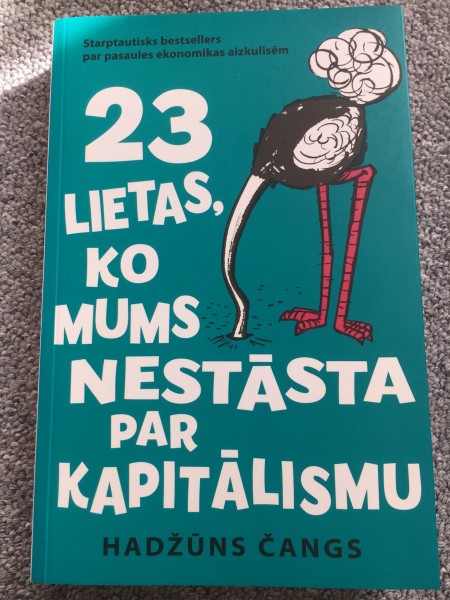 Starptautisks bestsellers
par pasaules ekonomikas aizkulisēm
23
LIETAS,
KO
MUMS
NESTĀSTA
PAR
KAPITĀLISMU
HADŽŪNS ČANGS